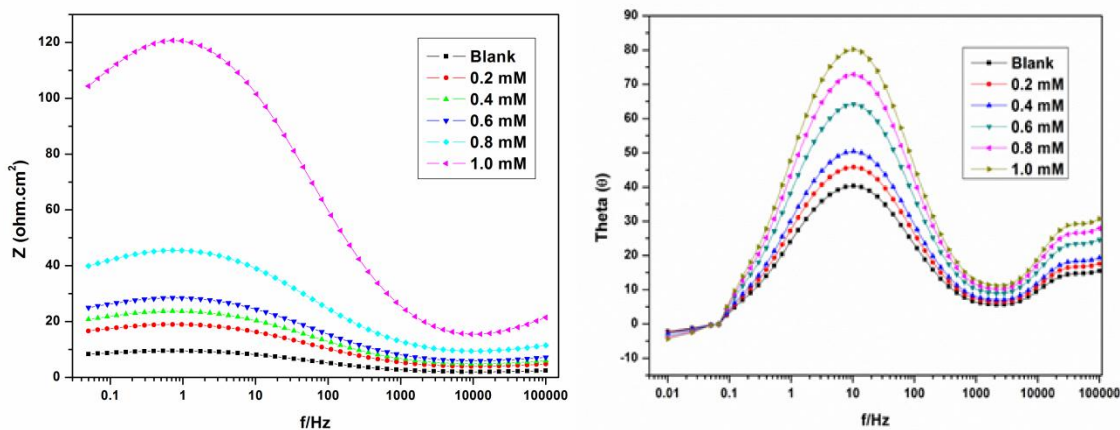 120
100
80
60
40
20
0
Z (ohm.cm²)
0.1
1
10
100
1000
10000
100000
f/Hz
Blank
0.2 mM
0.4 mM
0.6 mM
0.8 mM
1.0 mM
90
80
70
60
50
40
30
20
10
0
-10
Theta (θ)
0.01
0.1
1
10
100
1000
10000
100000
f/Hz
Blank
0.2 mM
0.4 mM
0.6 mM
0.8 mM
1.0 mM